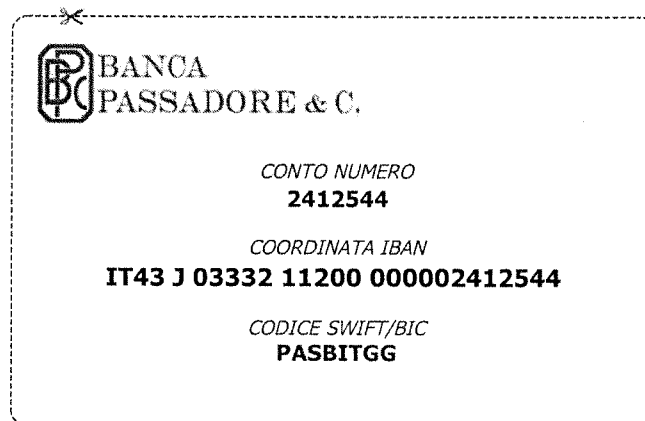 BANCA
PASSADORE & C.
CONTO NUMERO
2412544
COORDINATA IBAN
IT43 J 03332 11200 000002412544
CODICE SWIFT/BIC
PASBITGG